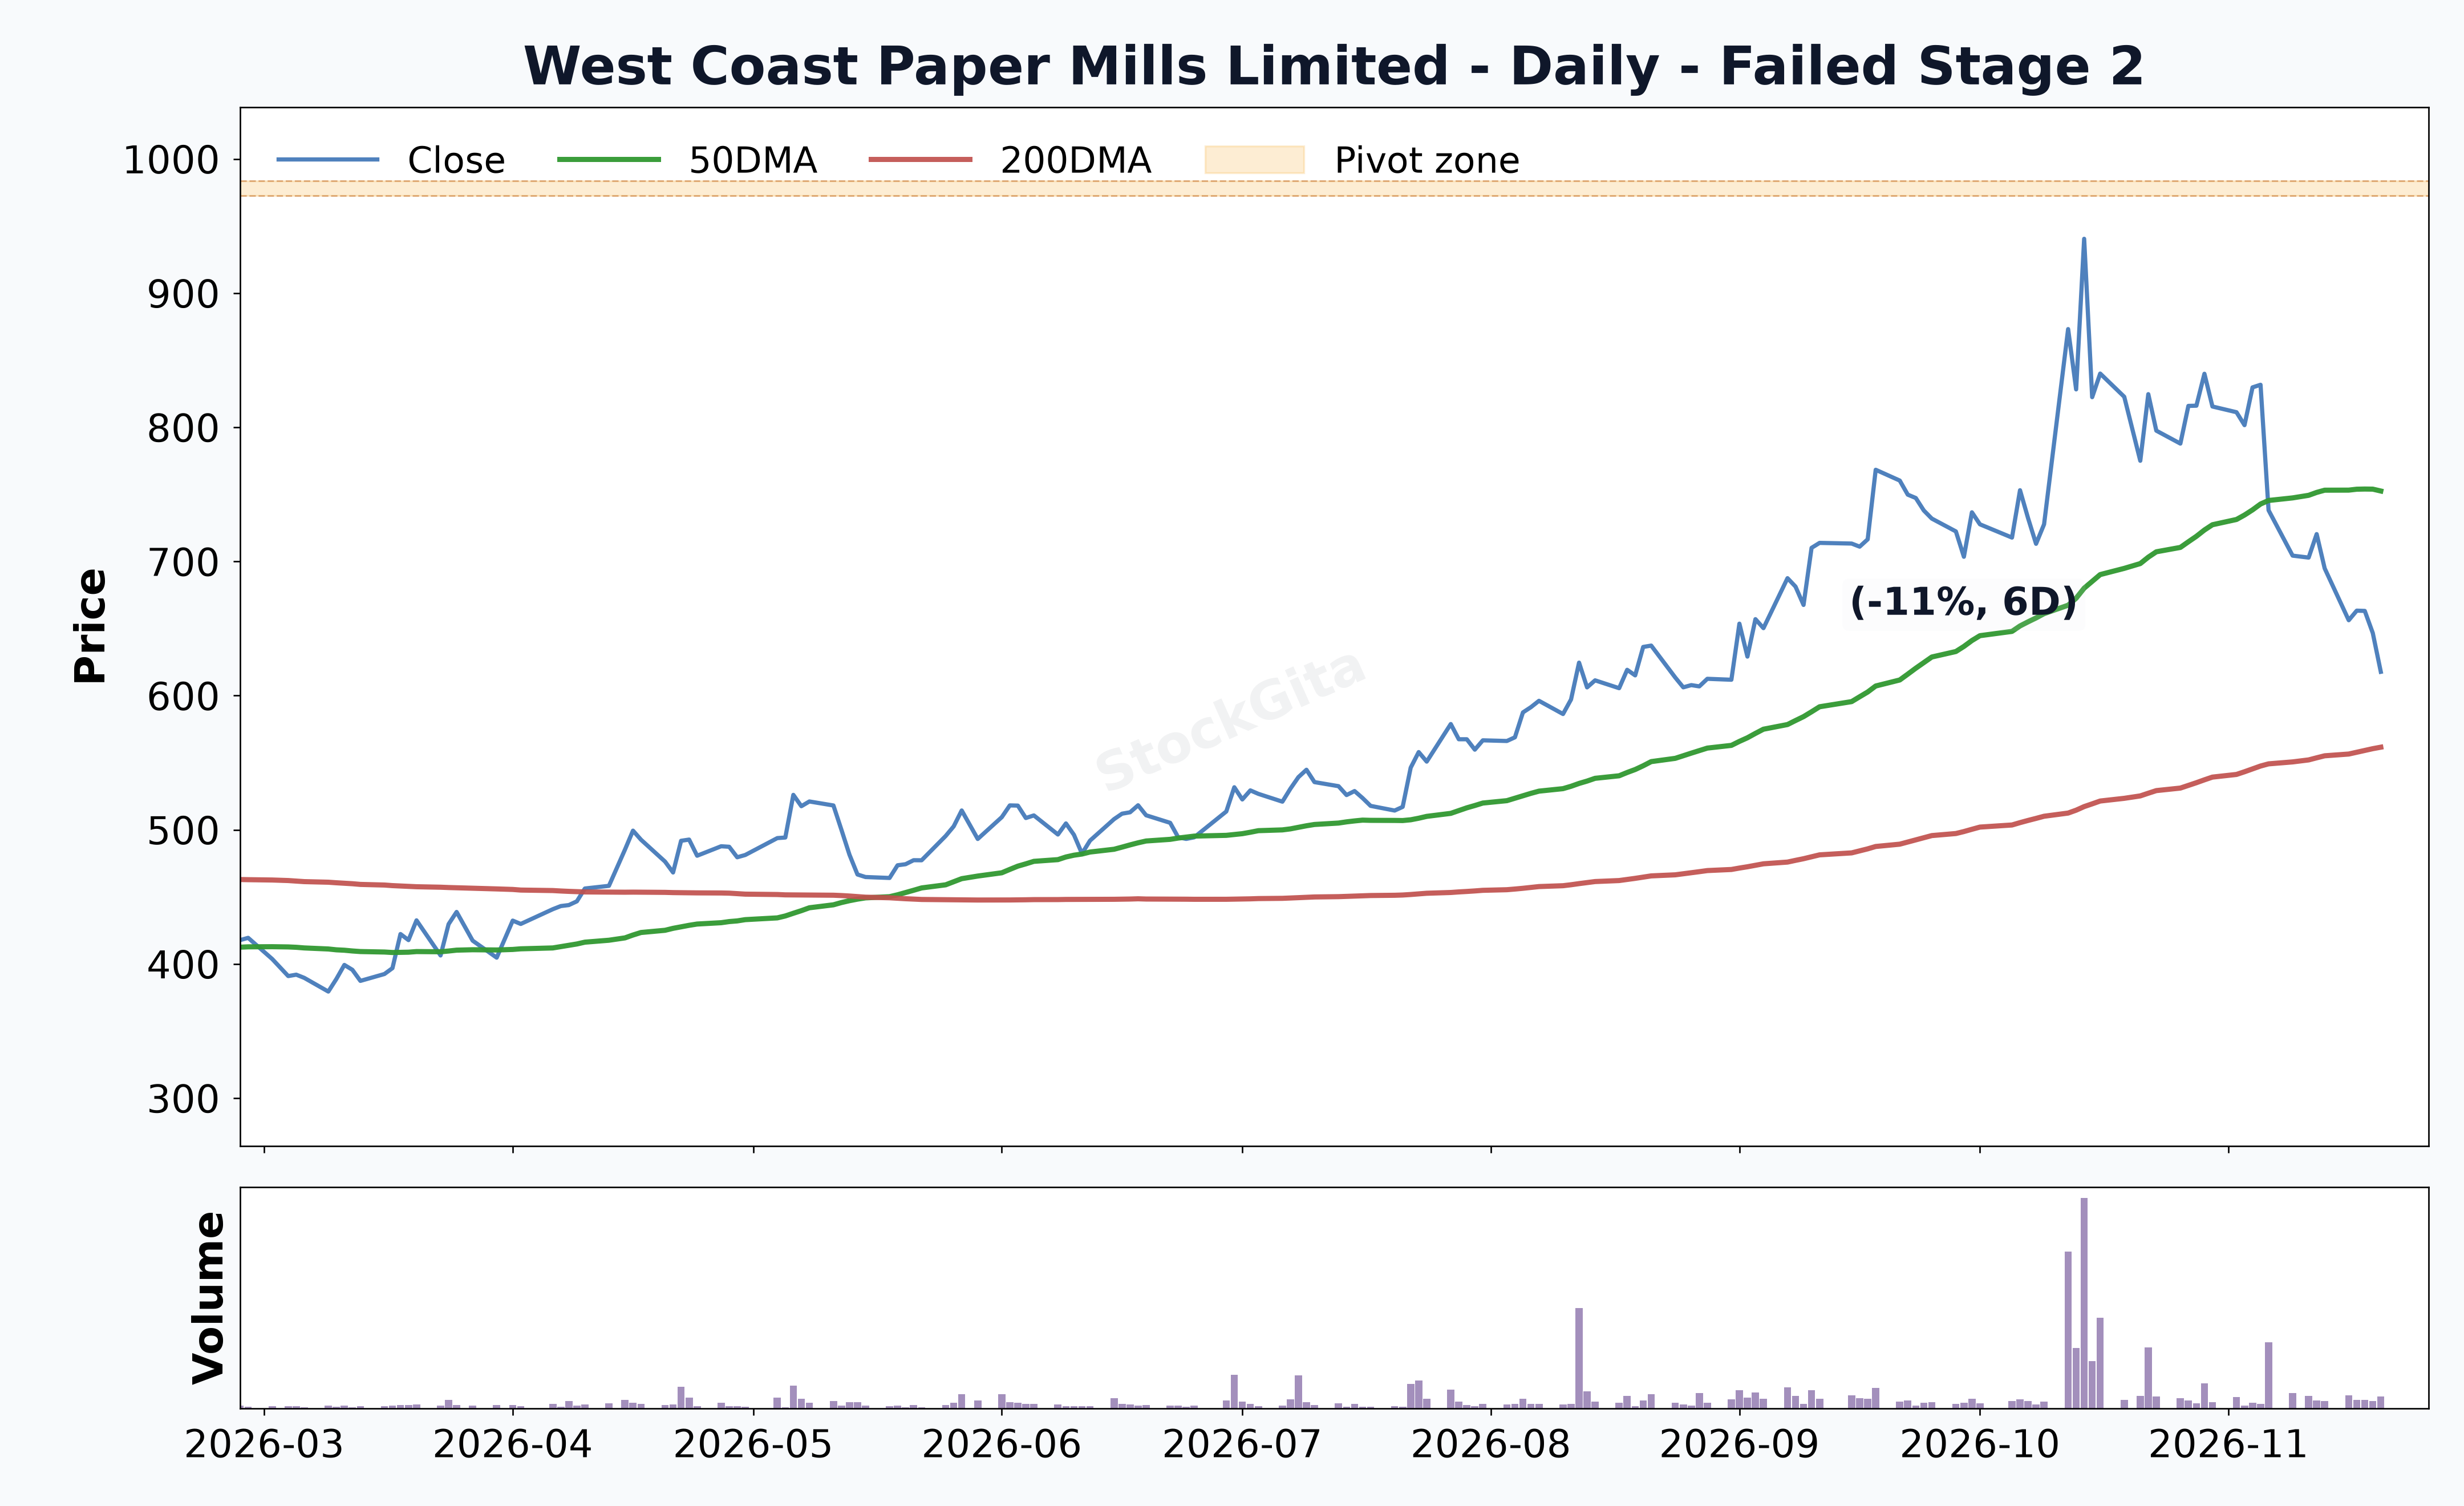 West Coast Paper Mills Limited - Daily - Failed Stage 2
Close 50DMA 200DMA Pivot zone
1000
900
800
700
600
500
400
300
Price
(-11%, 6D)
StockGita
Volume
2026-03 2026-04 2026-05 2026-06 2026-07 2026-08 2026-09 2026-10 2026-11